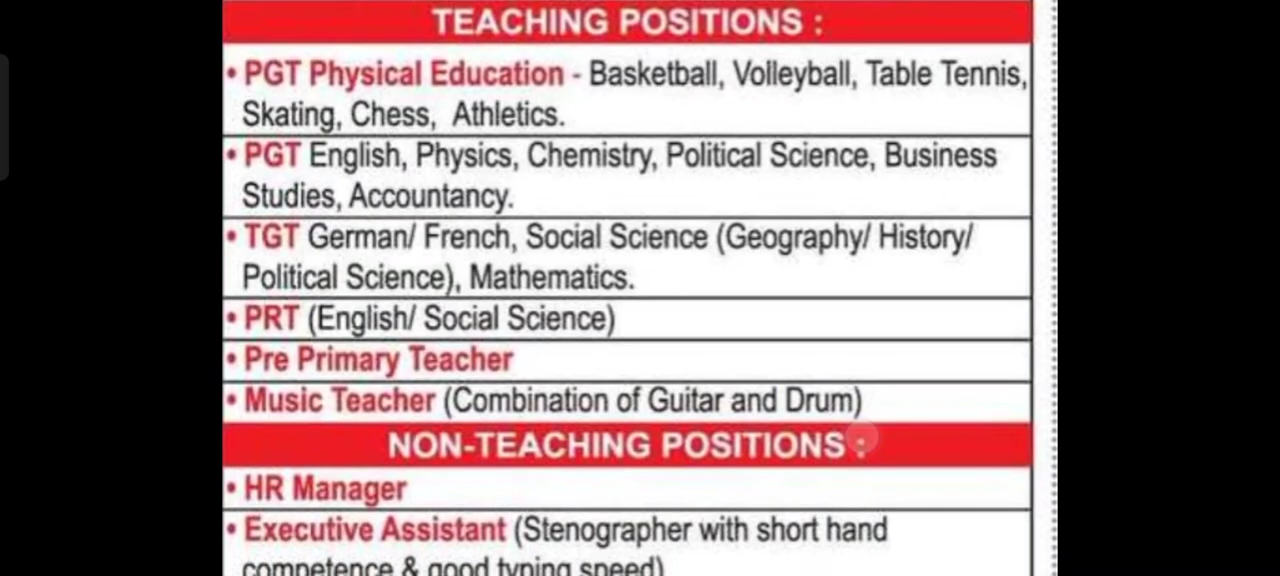 TEACHING POSITIONS :
• PGT Physical Education - Basketball, Volleyball, Table Tennis,
Skating, Chess, Athletics.
• PGT English, Physics, Chemistry, Political Science, Business
Studies, Accountancy.
• TGT German/ French, Social Science (Geography/ History/
Political Science), Mathematics.
• PRT (English/ Social Science)
• Pre Primary Teacher
• Music Teacher (Combination of Guitar and Drum)
NON-TEACHING POSITIONS :
• HR Manager
• Executive Assistant (Stenographer with short hand
competence & good typing speed)